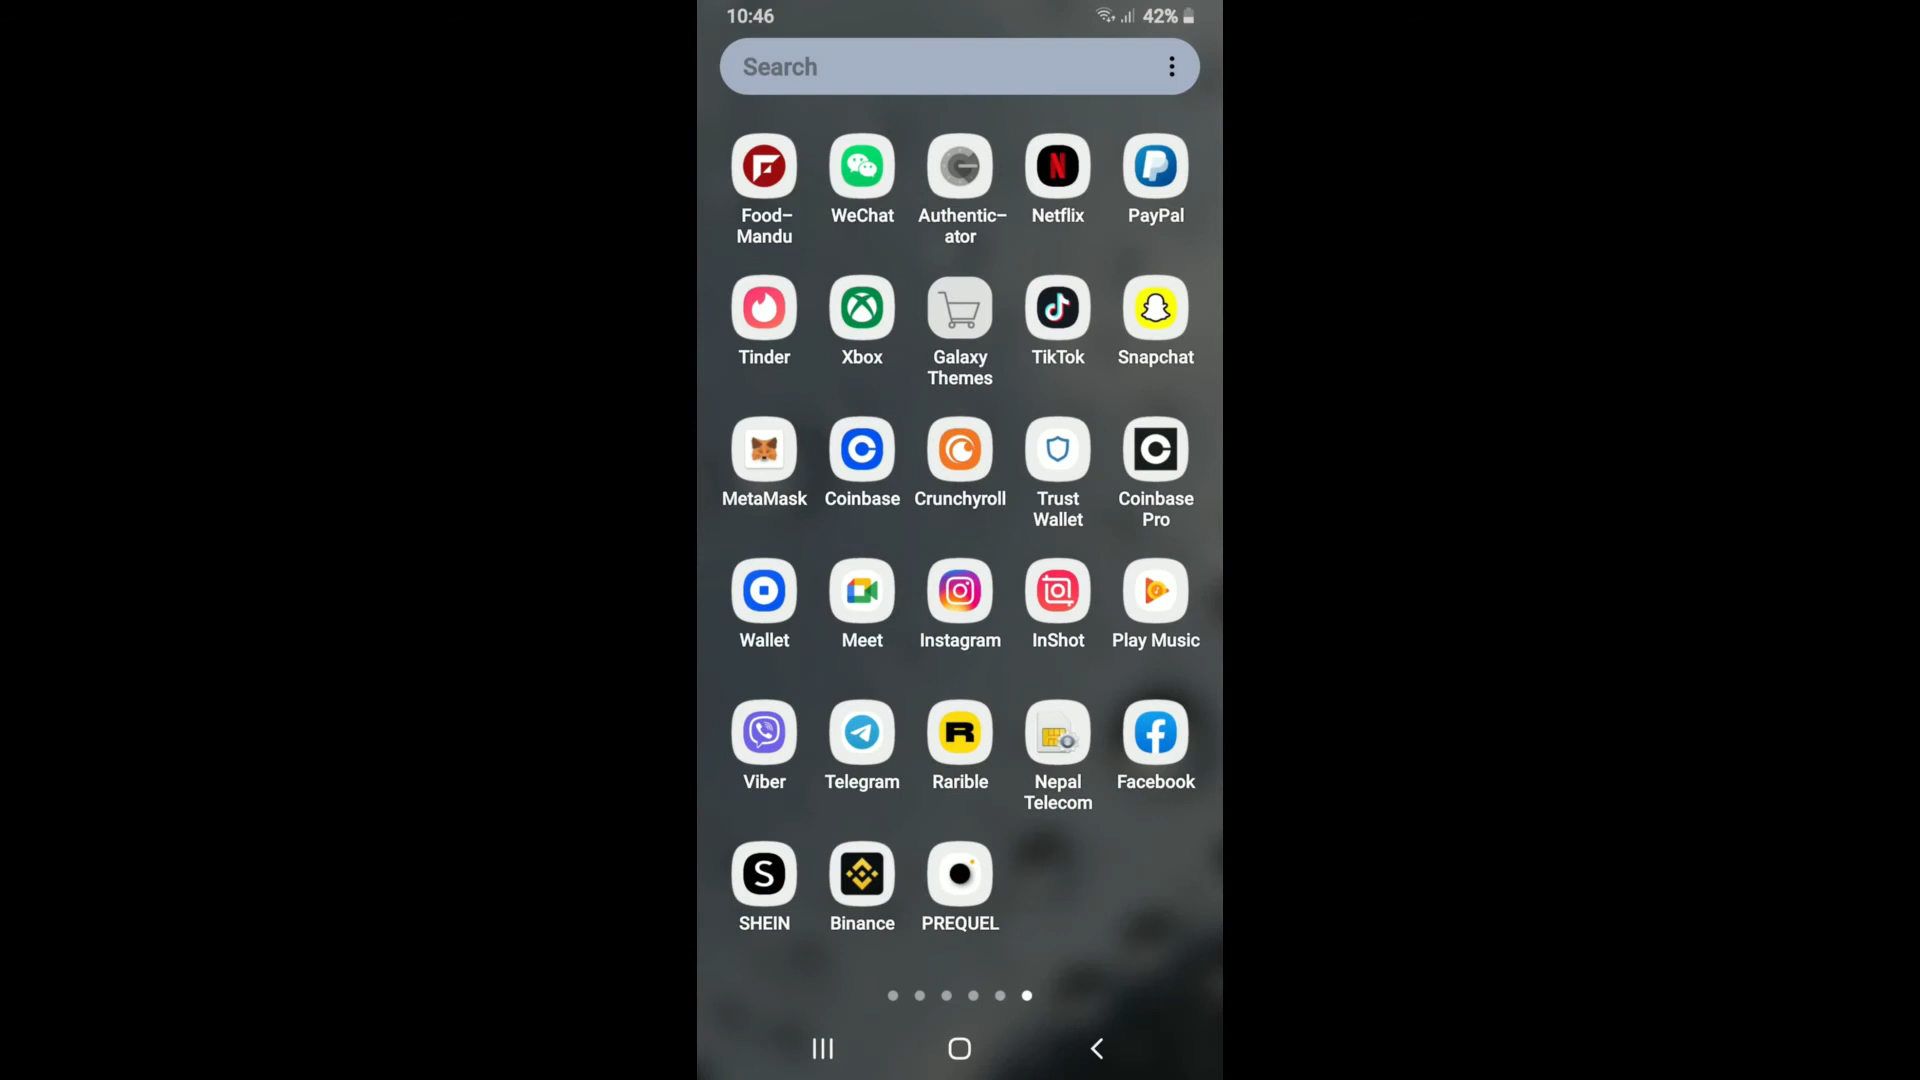 10:46
42%
Search
Food-
Mandu
WeChat
Authentic-
ator
Netflix
PayPal
Tinder
Xbox
Galaxy
Themes
TikTok
Snapchat
MetaMask
Coinbase
Crunchyroll
Trust
Wallet
Coinbase
Pro
Wallet
Meet
Instagram
InShot
Play Music
Viber
Telegram
Rarible
Nepal
Telecom
Facebook
SHEIN
Binance
PREQUEL